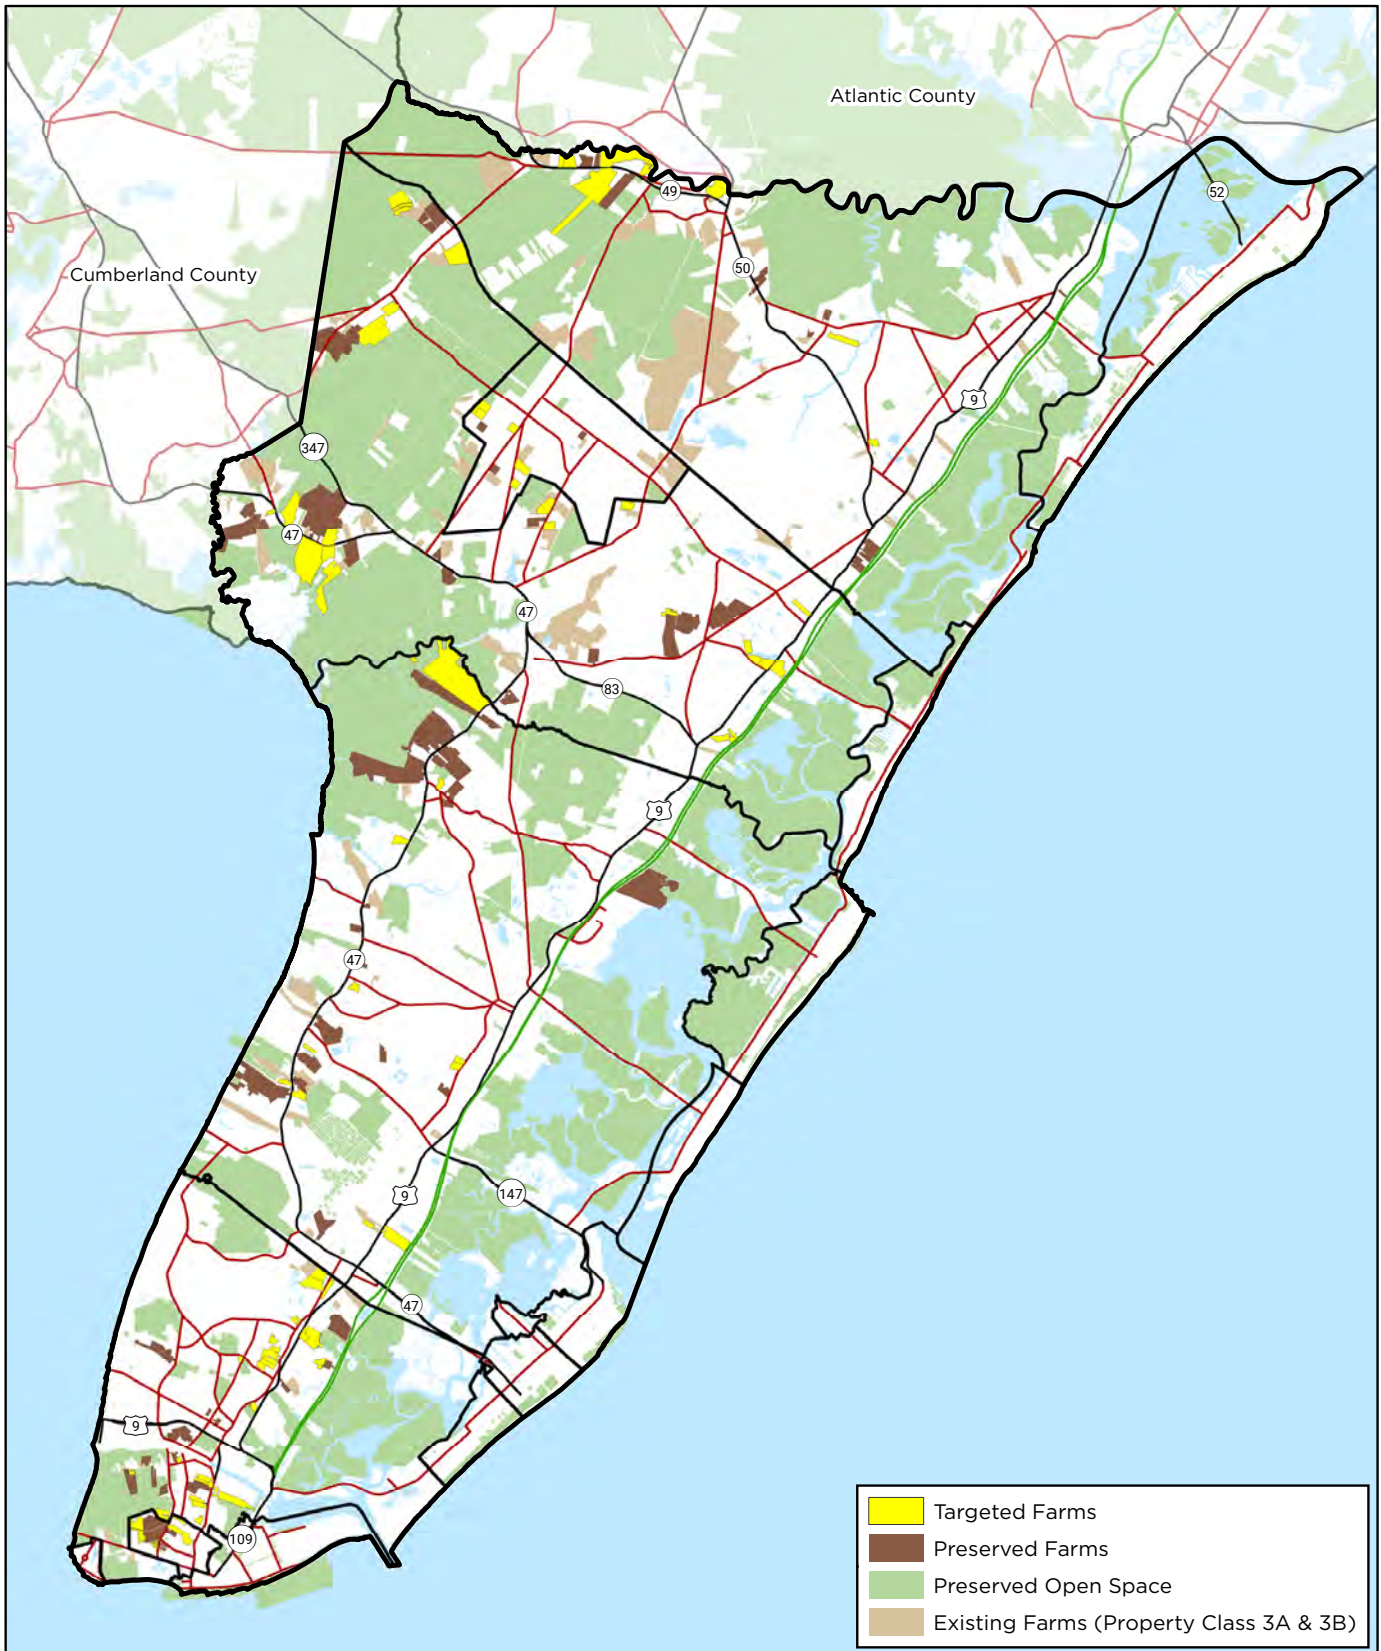 Atlantic County
52
49
Cumberland County
50
9
347
47
47
83
9
47
9
147
47
9
109
Targeted Farms
Preserved Farms
Preserved Open Space
Existing Farms (Property Class 3A & 3B)